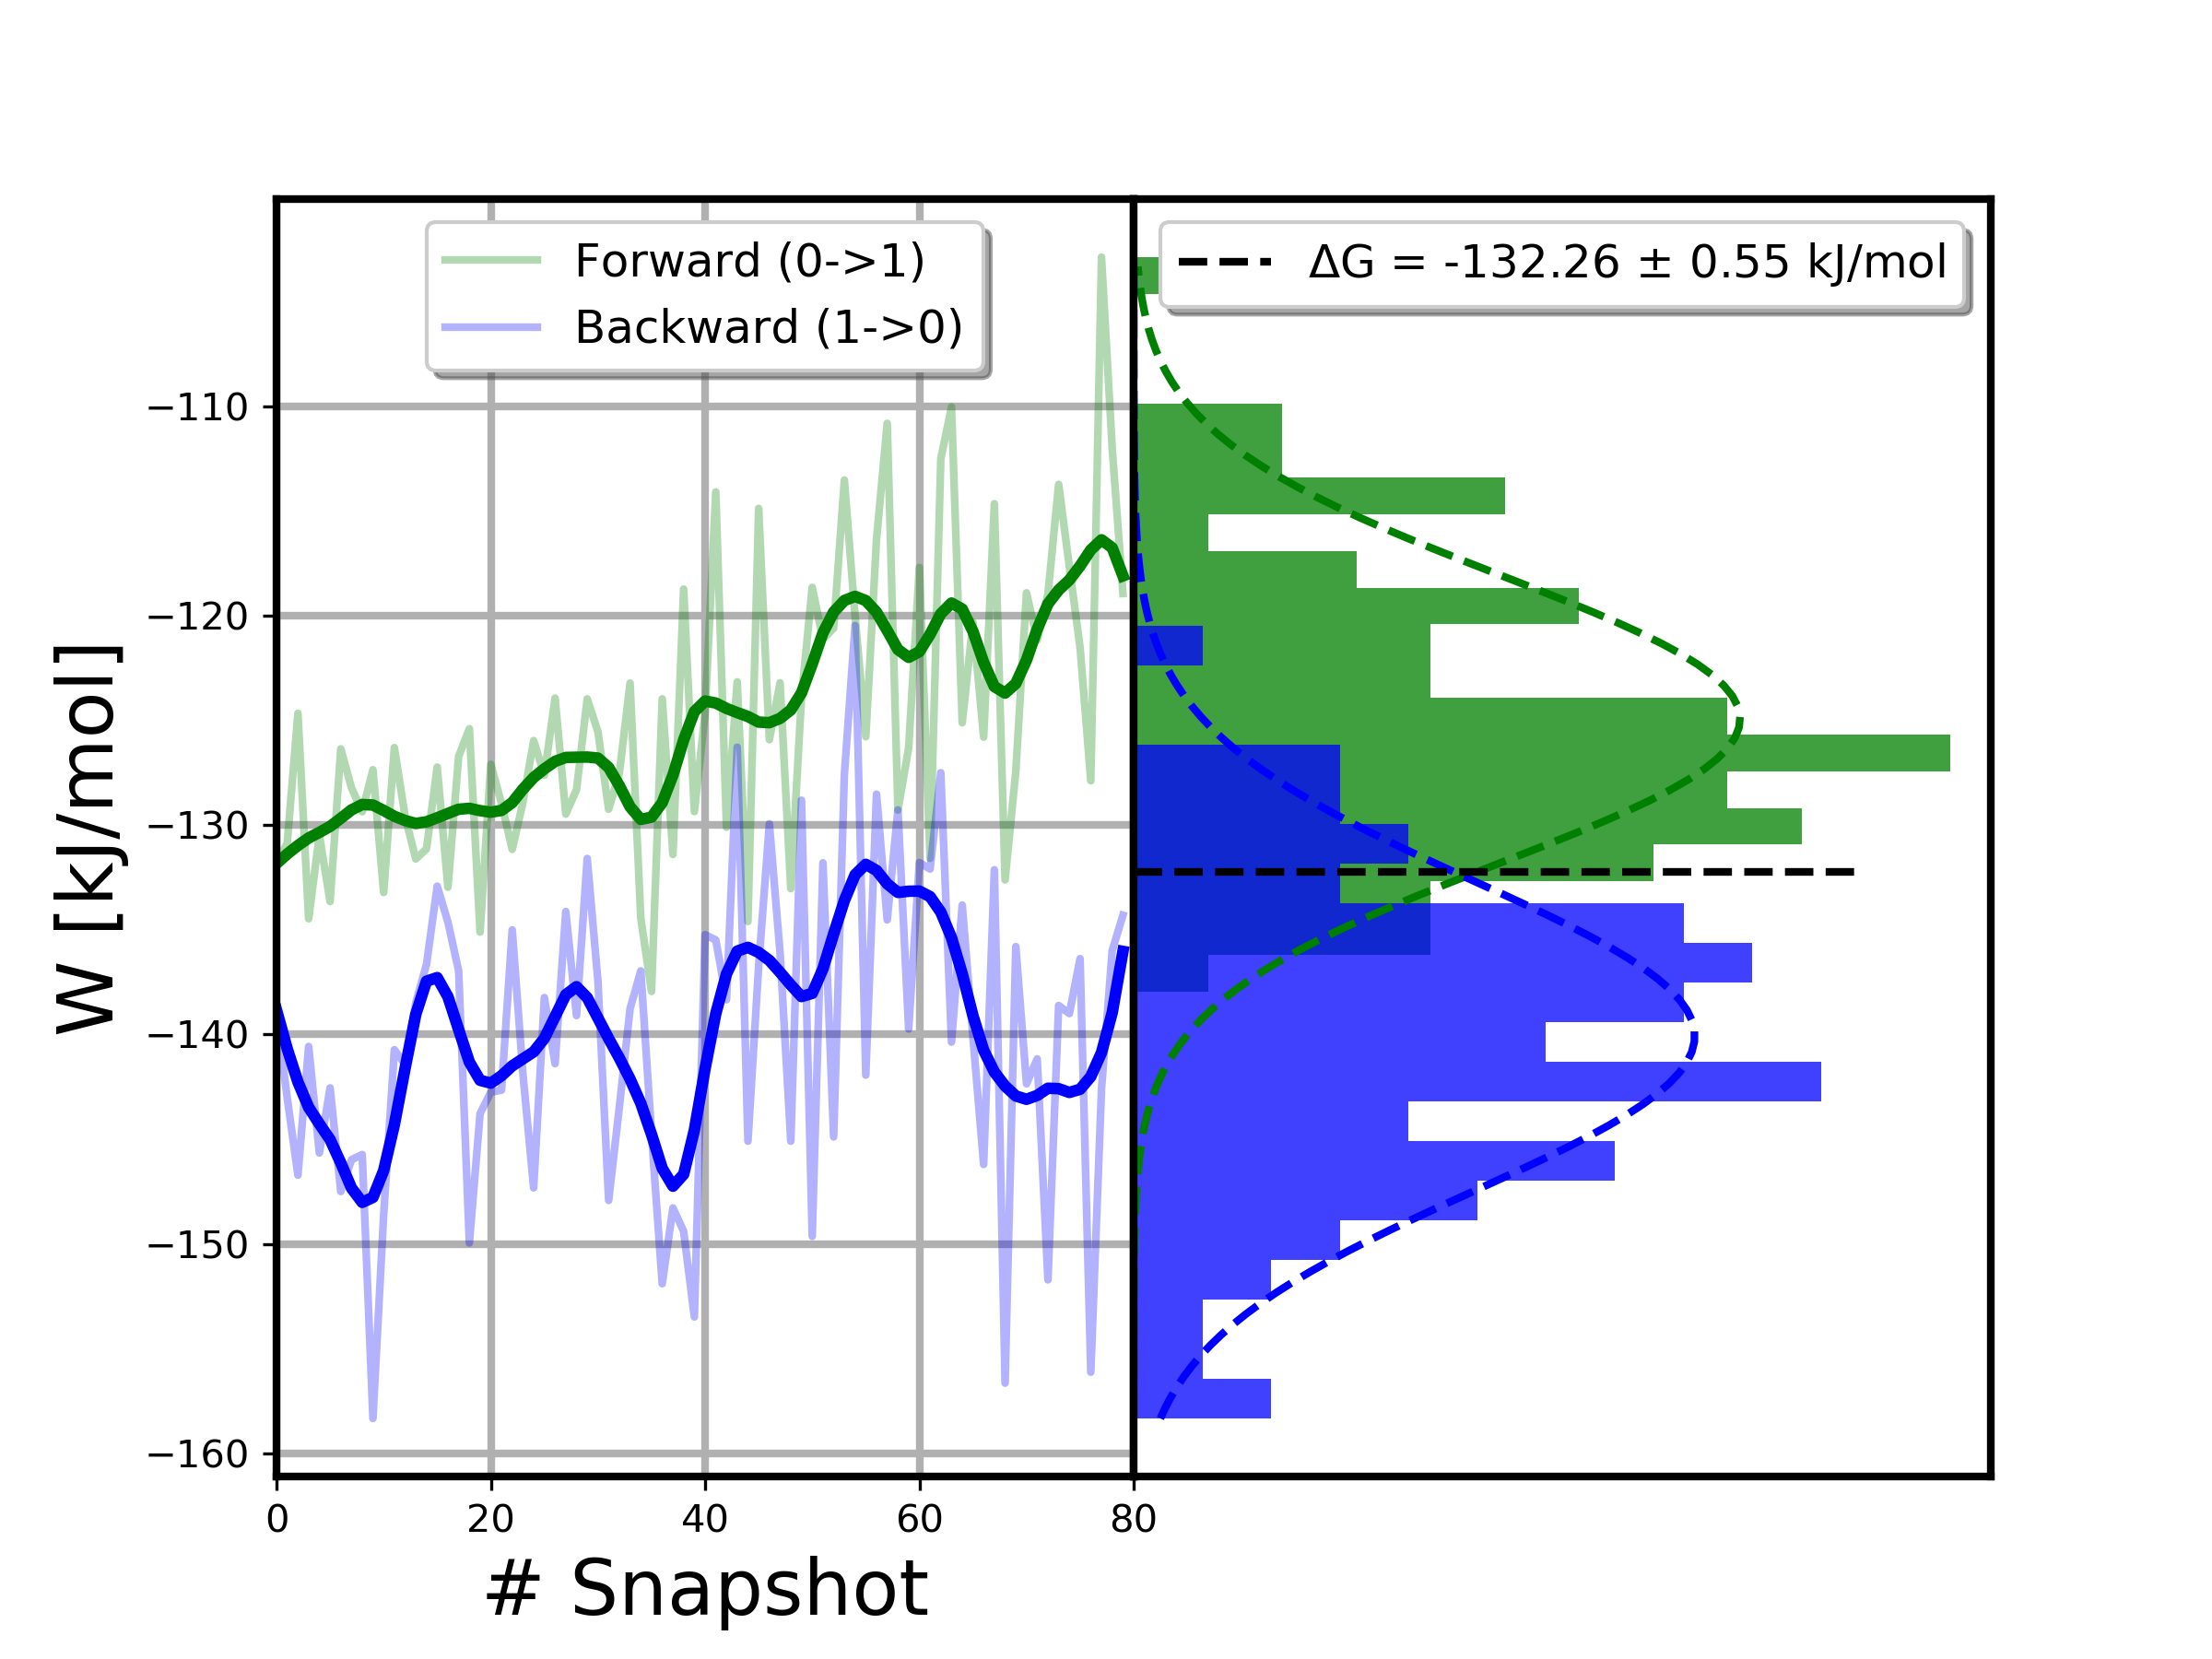 Forward (0->1)
Backward (1->0)
ΔG = -132.26 ± 0.55 kJ/mol
W [kJ/mol]
−110
−120
−130
−140
−150
−160
0 20 40 60 80
# Snapshot